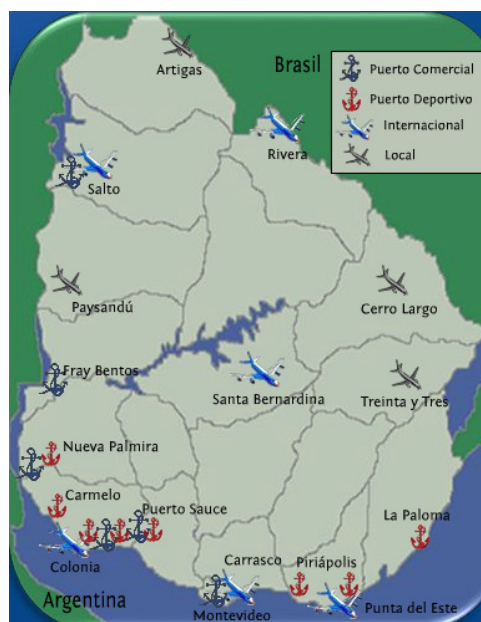 Artigas
Brasil
Puerto Comercial
Puerto Deportivo
Internacional
Local
Rivera
Salto
Paysandú
Cerro Largo
Fray Bentos
Santa Bernardina
Treinta y Tres
Nueva Palmira
Carmelo
Puerto Sauce
La Paloma
Colonia
Carrasco
Piriápolis
Argentina
Montevideo
Punta del Este